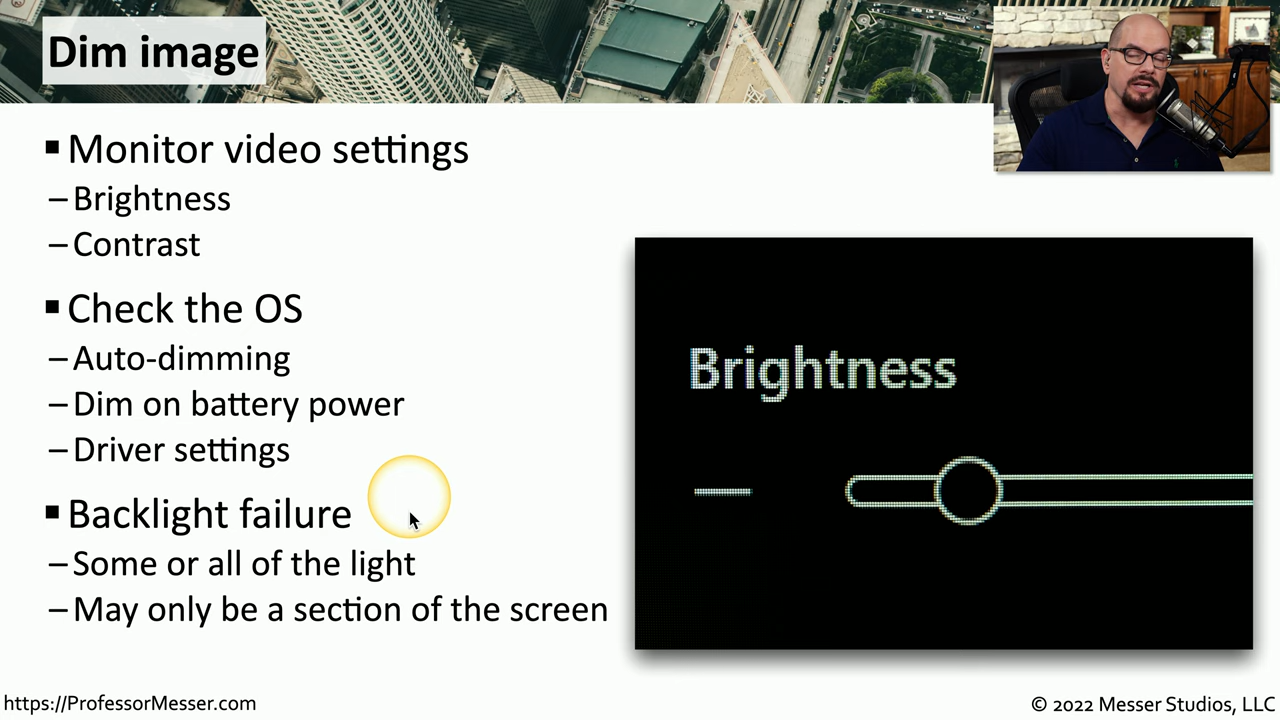 Dim image
▪ Monitor video settings
– Brightness
– Contrast
▪ Check the OS
– Auto-dimming
– Dim on battery power
– Driver settings
▪ Backlight failure
– Some or all of the light
– May only be a section of the screen
Brightness
https://ProfessorMesser.com
© 2022 Messer Studios, LLC